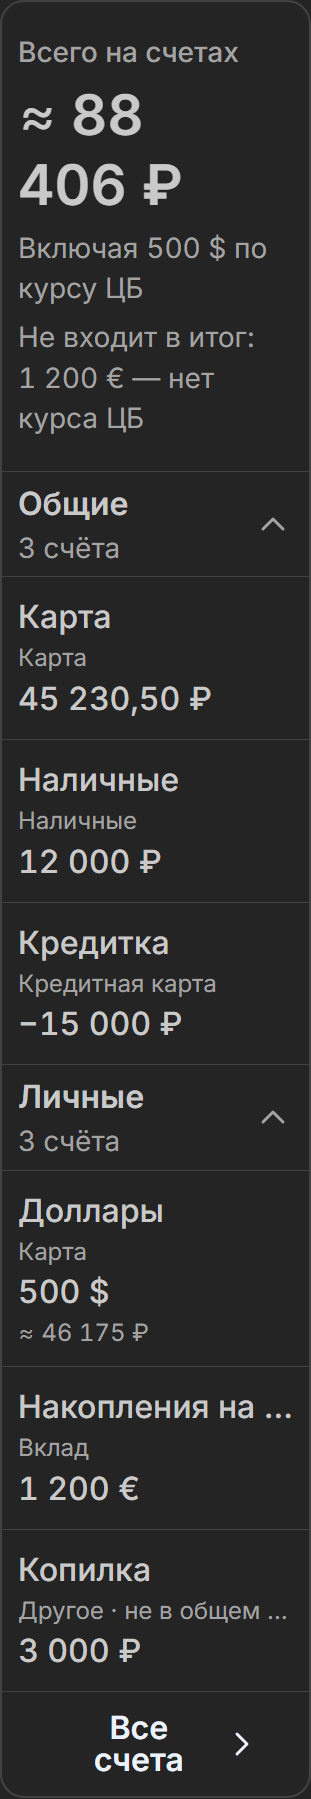 Всего на счетах
≈ 88
406 ₽
Включая 500 $ по
курсу ЦБ
Не входит в итог:
1 200 € — нет
курса ЦБ
Общие
3 счёта
Карта
Карта
45 230,50 ₽
Наличные
Наличные
12 000 ₽
Кредитка
Кредитная карта
−15 000 ₽
Личные
3 счёта
Доллары
Карта
500 $
≈ 46 175 ₽
Накопления на ...
Вклад
1 200 €
Копилка
Другое · не в общем ...
3 000 ₽
Все
счета